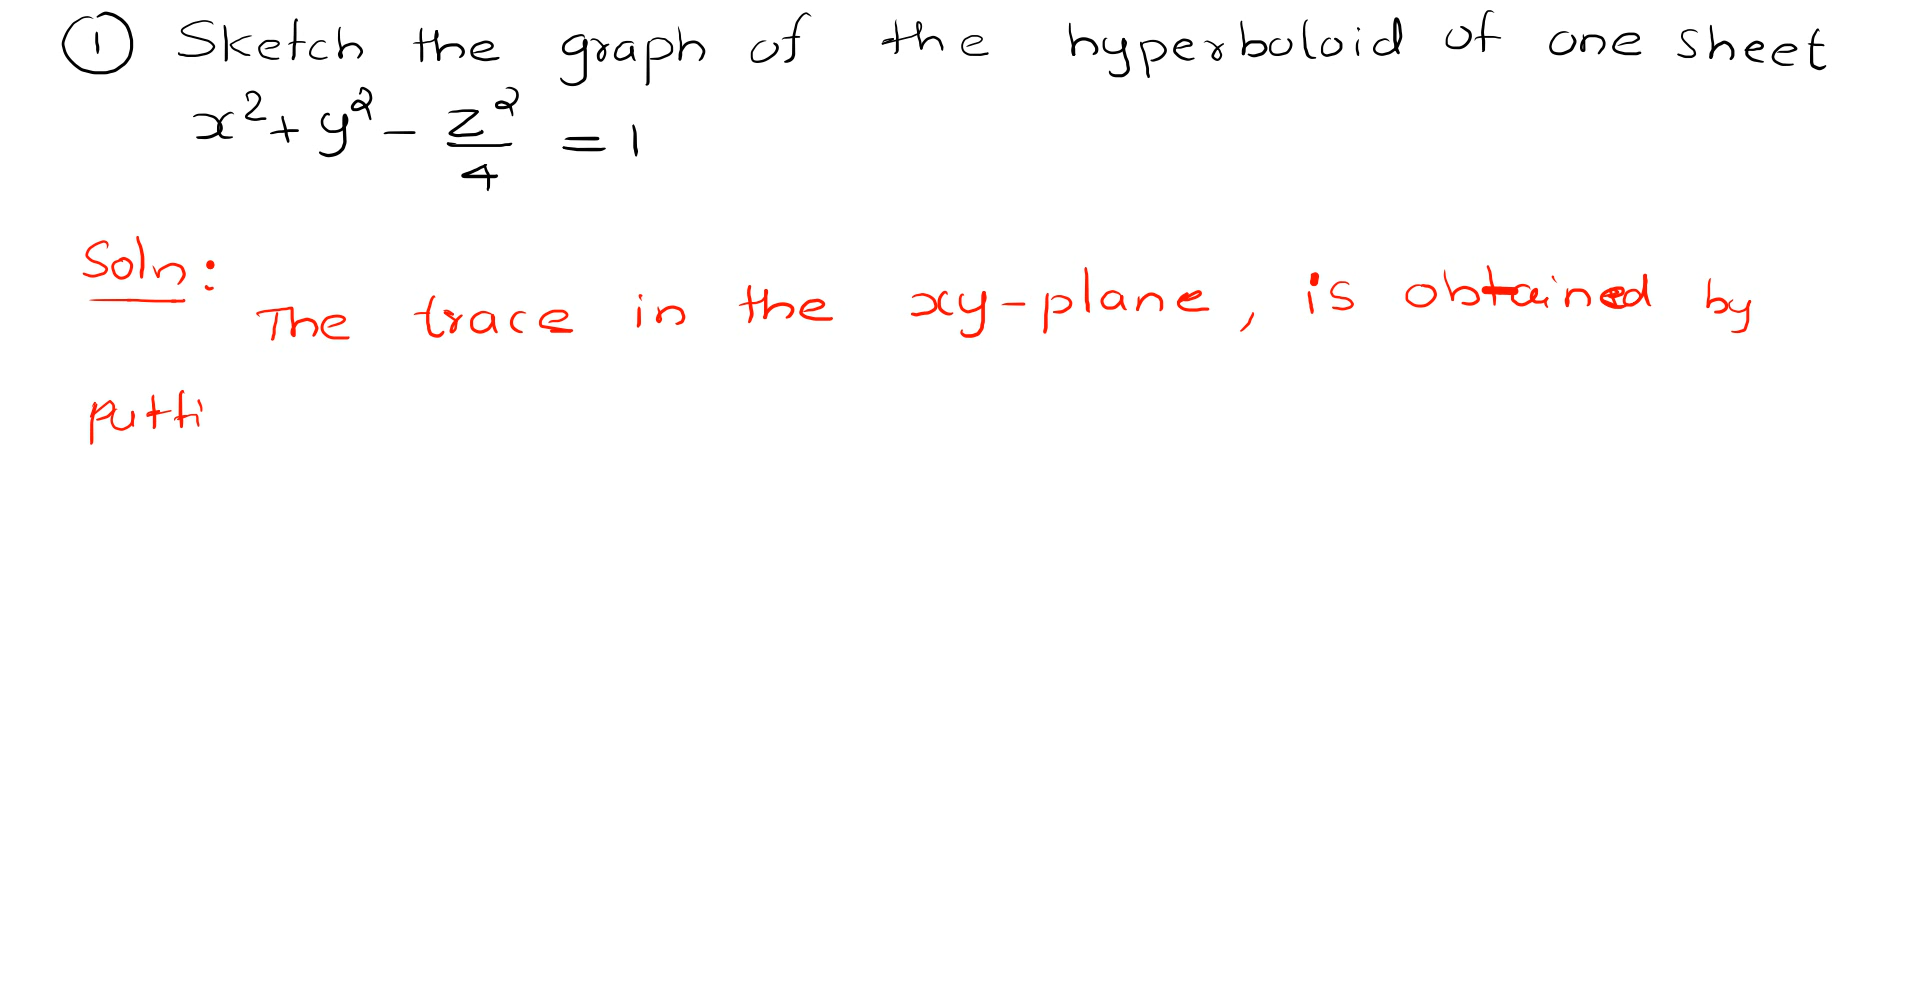 ① Sketch the graph of the hyperboloid of one sheet
x² + y² - z²/4 = 1
Soln:
The trace in the xy-plane, is obtained by
putti